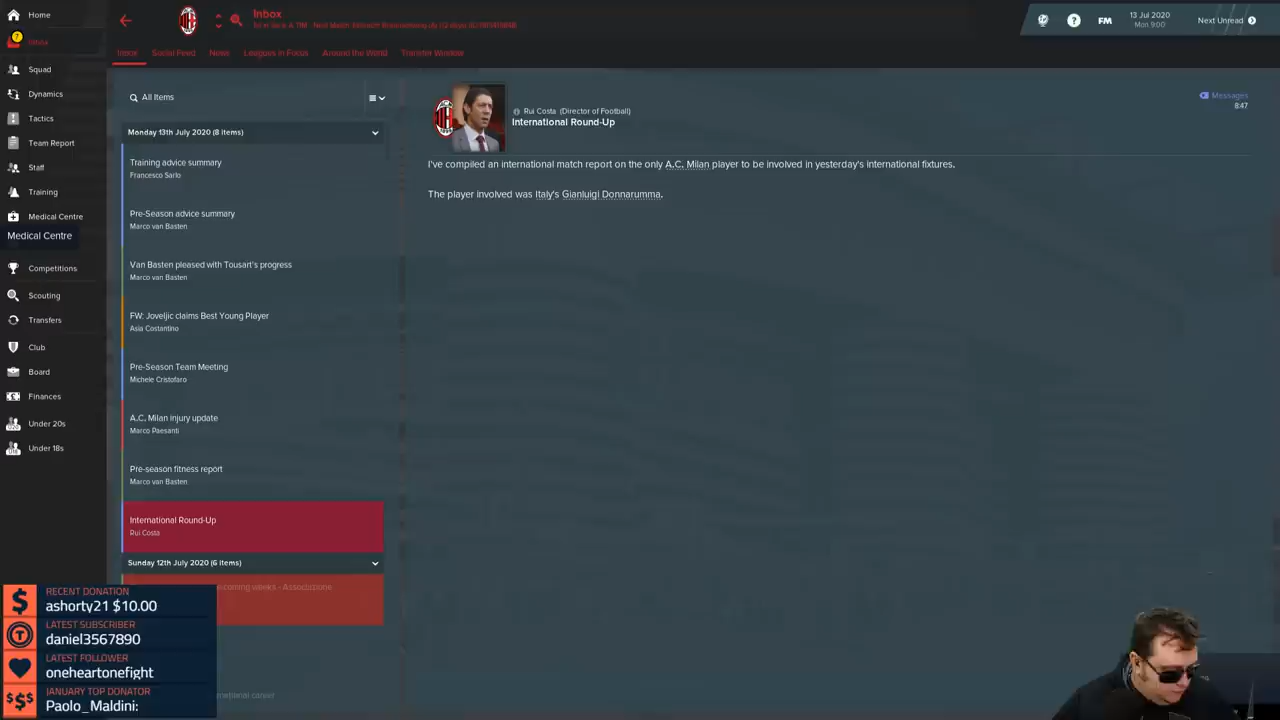 Home
Inbox
7
Squad
Dynamics
Tactics
Team Report
Staff
Training
Medical Centre
Medical Centre
Competitions
Scouting
Transfers
Club
Board
Finances
Under 20s
Under 18s
Inbox
FM
13 Jul 2020
Mon 9:00
Next Unread
Inbox
Social Feed
News
Leagues in Focus
Around the World
Transfer Window
All Items
Monday 13th July 2020 (8 items)
Training advice summary
Francesco Sarlo
Pre-Season advice summary
Marco van Basten
Van Basten pleased with Tousart's progress
Marco van Basten
FW: Joveljic claims Best Young Player
Asia Costantino
Pre-Season Team Meeting
Michele Cristofaro
A.C. Milan injury update
Marco Paesanti
Pre-season fitness report
Marco van Basten
International Round-Up
Rui Costa
Sunday 12th July 2020 (6 items)
coming weeks - Associazione
career
Rui Costa (Director of Football)
International Round-Up
Messages
8:47
I've compiled an international match report on the only A.C. Milan player to be involved in yesterday's international fixtures.
The player involved was Italy's Gianluigi Donnarumma.
RECENT DONATION
ashorty21 $10.00
LATEST SUBSCRIBER
daniel3567890
LATEST FOLLOWER
oneheartonefight
JANUARY TOP DONATOR
Paolo_Maldini: